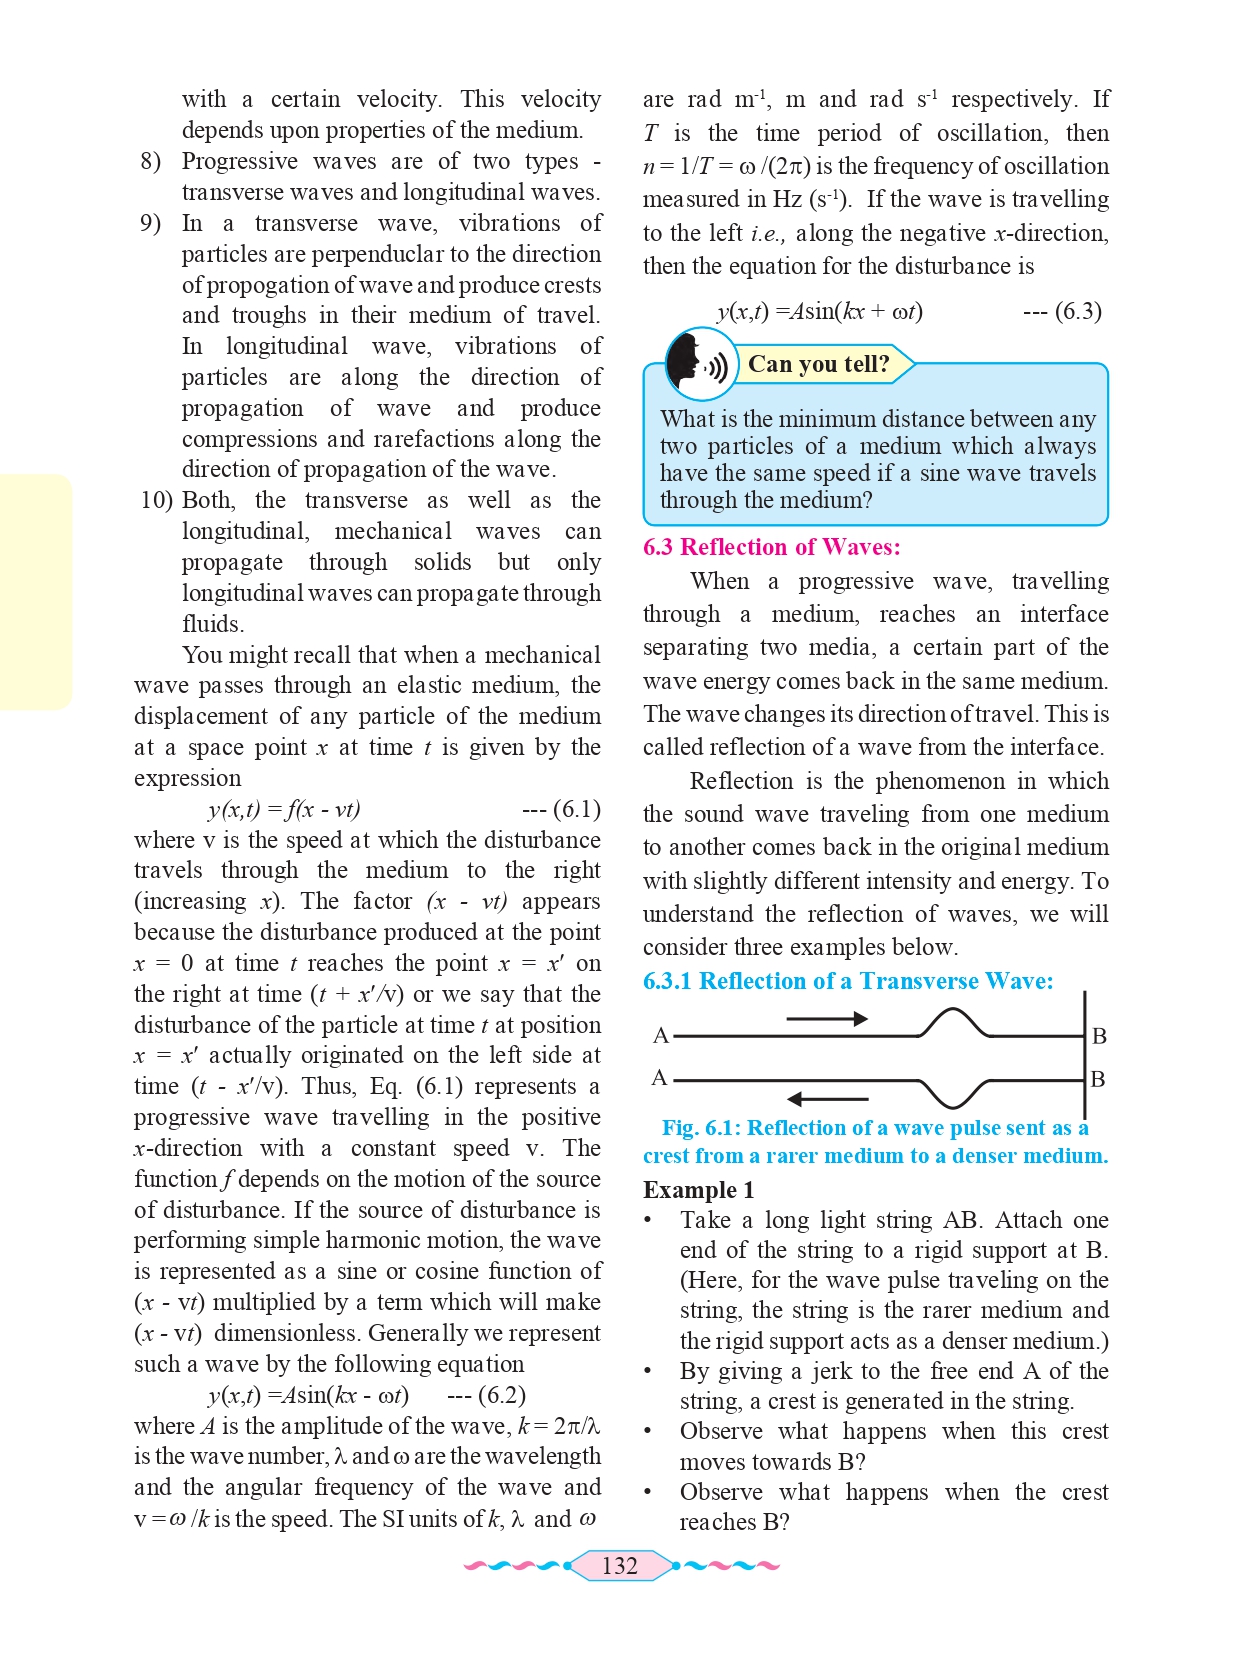 with a certain velocity. This velocity
depends upon properties of the medium.
8) Progressive waves are of two types -
transverse waves and longitudinal waves.
9) In a transverse wave, vibrations of
particles are perpenduclar to the direction
of propogation of wave and produce crests
and troughs in their medium of travel.
In longitudinal wave, vibrations of
particles are along the direction of
propagation of wave and produce
compressions and rarefactions along the
direction of propagation of the wave.
10) Both, the transverse as well as the
longitudinal, mechanical waves can
propagate through solids but only
longitudinal waves can propagate through
fluids.
You might recall that when a mechanical
wave passes through an elastic medium, the
displacement of any particle of the medium
at a space point x at time t is given by the
expression
y(x,t) = f(x - vt) --- (6.1)
where v is the speed at which the disturbance
travels through the medium to the right
(increasing x). The factor (x - vt) appears
because the disturbance produced at the point
x = 0 at time t reaches the point x = x′ on
the right at time (t + x′/v) or we say that the
disturbance of the particle at time t at position
x = x′ actually originated on the left side at
time (t - x′/v). Thus, Eq. (6.1) represents a
progressive wave travelling in the positive
x-direction with a constant speed v. The
function f depends on the motion of the source
of disturbance. If the source of disturbance is
performing simple harmonic motion, the wave
is represented as a sine or cosine function of
(x - vt) multiplied by a term which will make
(x - vt) dimensionless. Generally we represent
such a wave by the following equation
y(x,t) =Asin(kx - ωt) --- (6.2)
where A is the amplitude of the wave, k = 2π/λ
is the wave number, λ and ω are the wavelength
and the angular frequency of the wave and
v = ω /k is the speed. The SI units of k, λ and ω
are rad m⁻¹, m and rad s⁻¹ respectively. If
T is the time period of oscillation, then
n = 1/T = ω /(2π) is the frequency of oscillation
measured in Hz (s⁻¹). If the wave is travelling
to the left i.e., along the negative x-direction,
then the equation for the disturbance is
y(x,t) =Asin(kx + ωt) --- (6.3)
Can you tell?
What is the minimum distance between any
two particles of a medium which always
have the same speed if a sine wave travels
through the medium?
6.3 Reflection of Waves:
When a progressive wave, travelling
through a medium, reaches an interface
separating two media, a certain part of the
wave energy comes back in the same medium.
The wave changes its direction of travel. This is
called reflection of a wave from the interface.
Reflection is the phenomenon in which
the sound wave traveling from one medium
to another comes back in the original medium
with slightly different intensity and energy. To
understand the reflection of waves, we will
consider three examples below.
6.3.1 Reflection of a Transverse Wave:
A B
A B
Fig. 6.1: Reflection of a wave pulse sent as a
crest from a rarer medium to a denser medium.
Example 1
• Take a long light string AB. Attach one
end of the string to a rigid support at B.
(Here, for the wave pulse traveling on the
string, the string is the rarer medium and
the rigid support acts as a denser medium.)
• By giving a jerk to the free end A of the
string, a crest is generated in the string.
• Observe what happens when this crest
moves towards B?
• Observe what happens when the crest
reaches B?
132